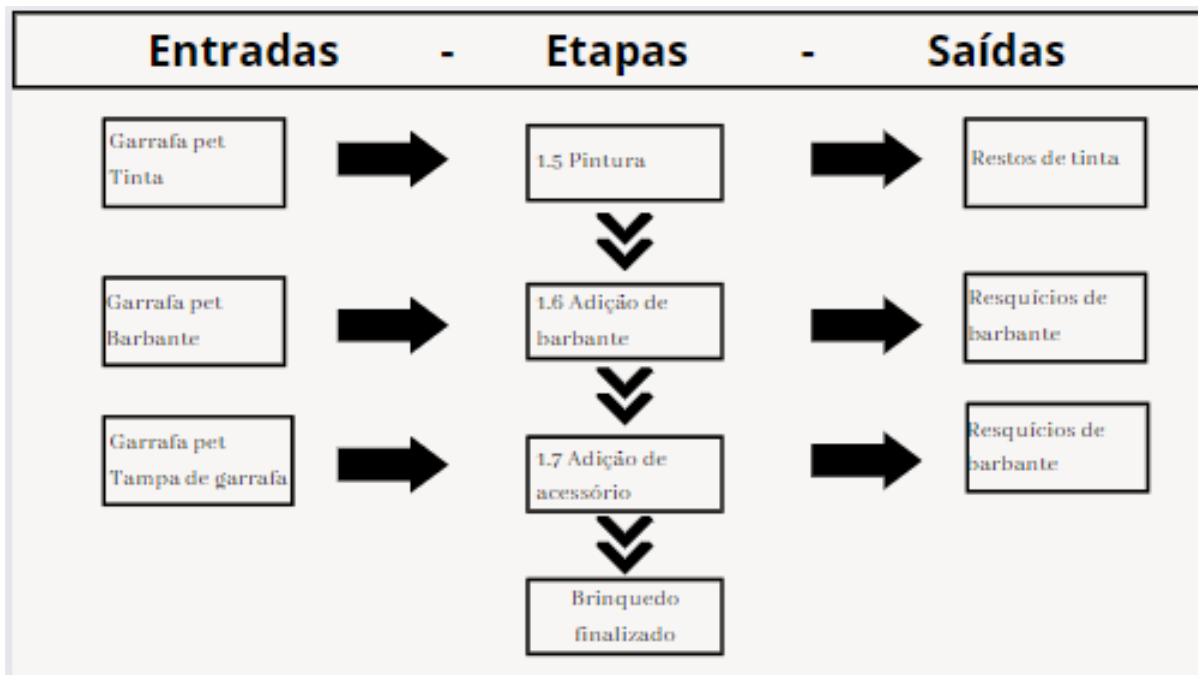 Entradas - Etapas - Saídas
Garrafa pet
Tinta
1.5 Pintura
Restos de tinta
Garrafa pet
Barbante
1.6 Adição de
barbante
Resquícios de
barbante
Garrafa pet
Tampa de garrafa
1.7 Adição de
acessório
Resquícios de
barbante
Brinquedo
finalizado